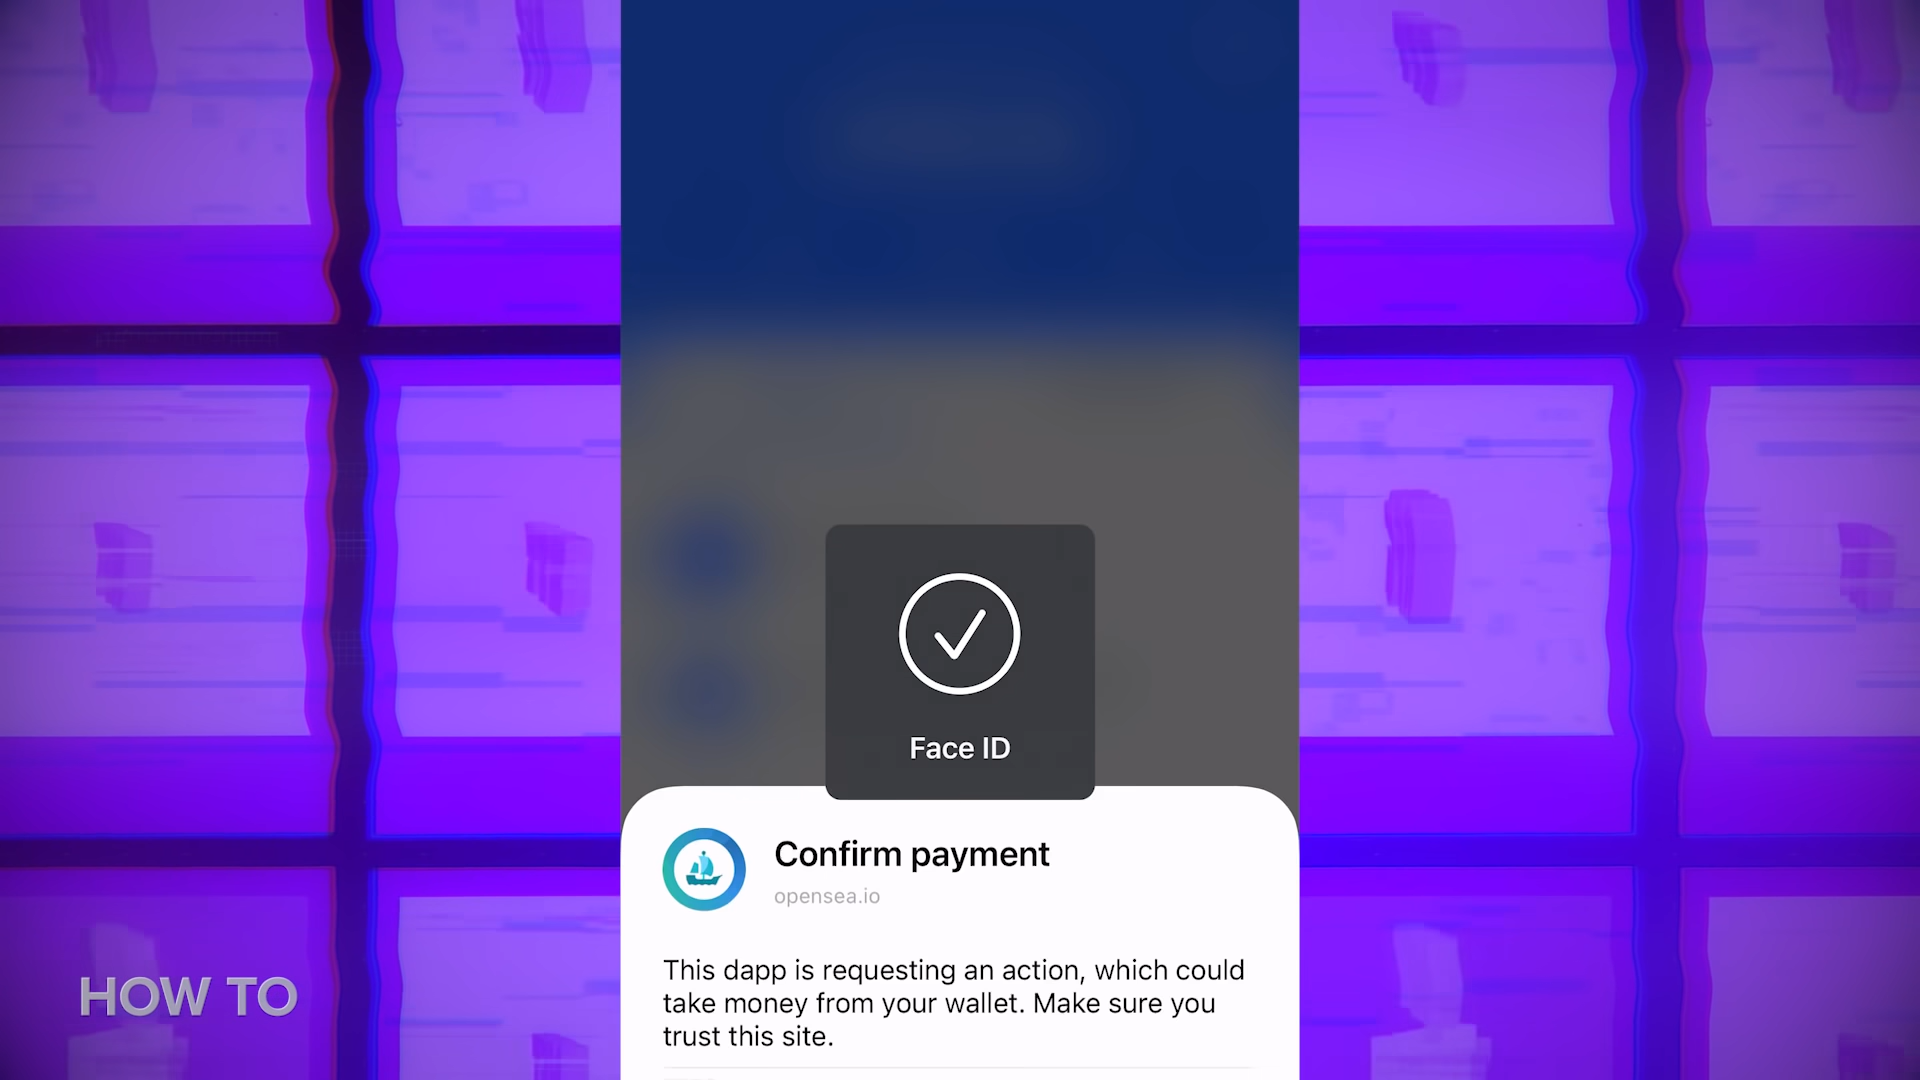 Face ID
Confirm payment
opensea.io
This dapp is requesting an action, which could
take money from your wallet. Make sure you
trust this site.
HOW TO